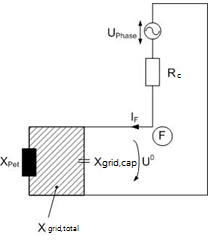 UPhase
Rc
IF
F
XPet
Xgrid,cap
U0
Xgrid,total